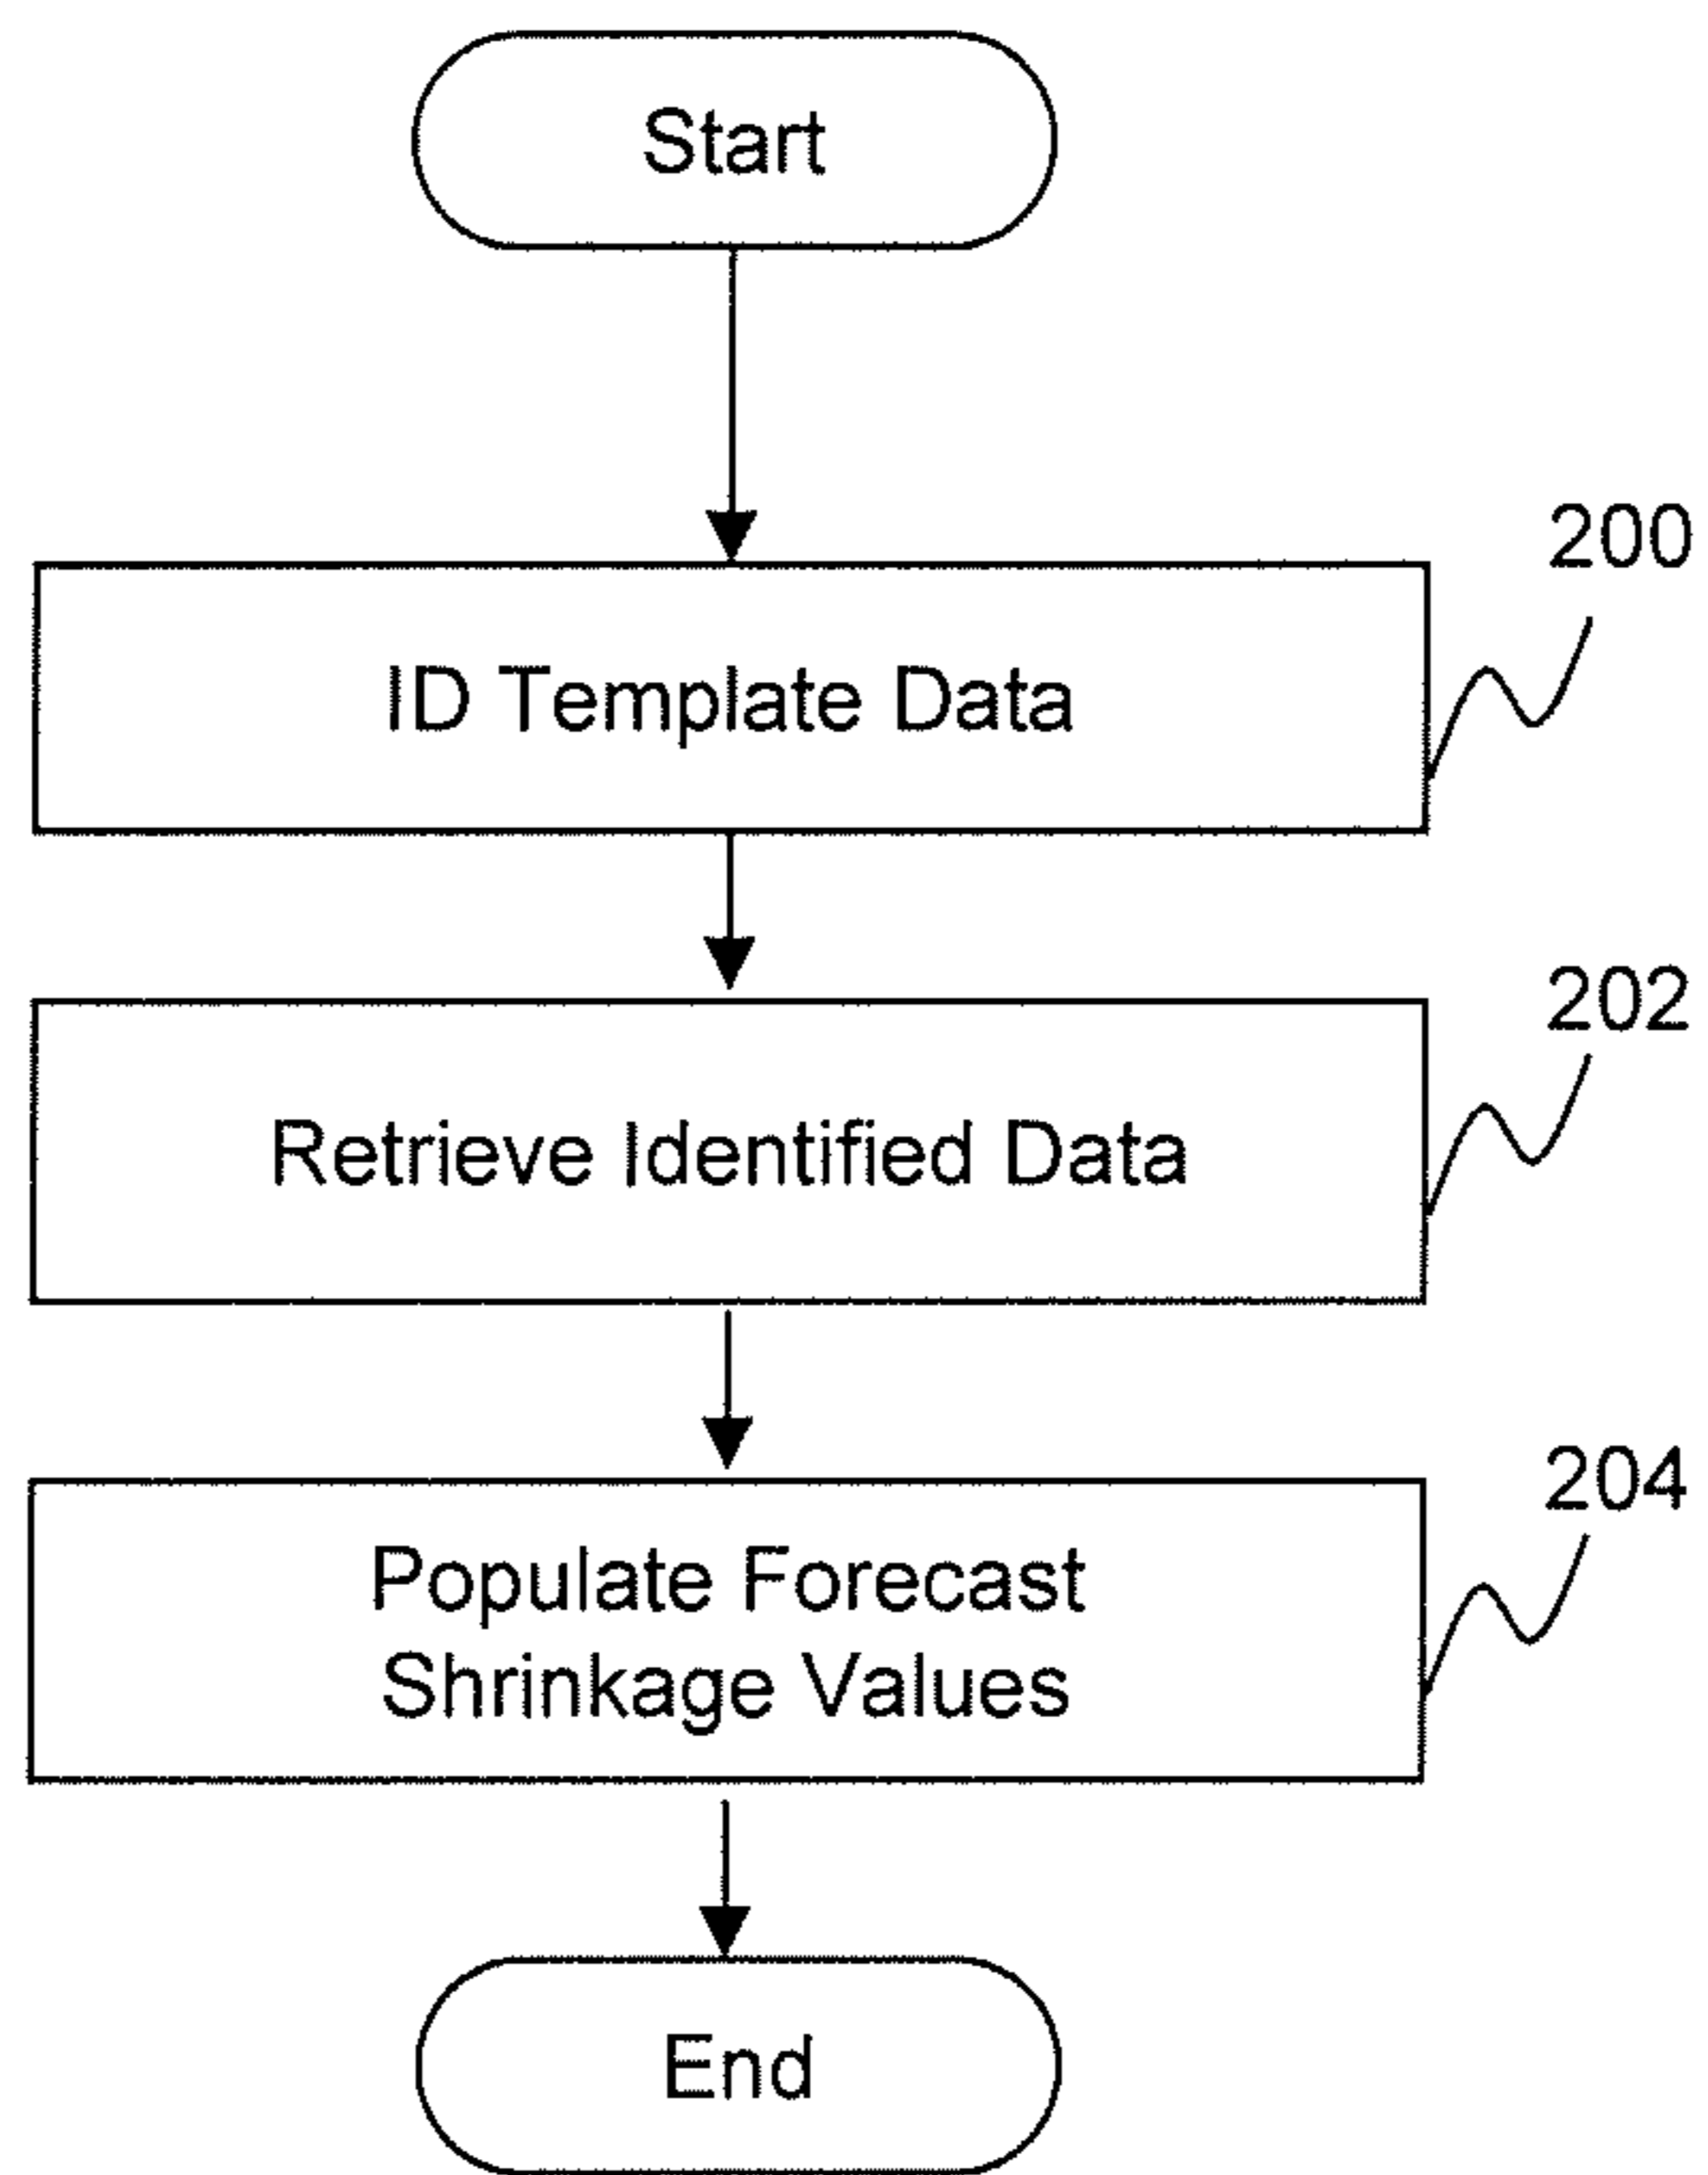 Start
200
ID Template Data
202
Retrieve Identified Data
204
Populate Forecast
Shrinkage Values
End